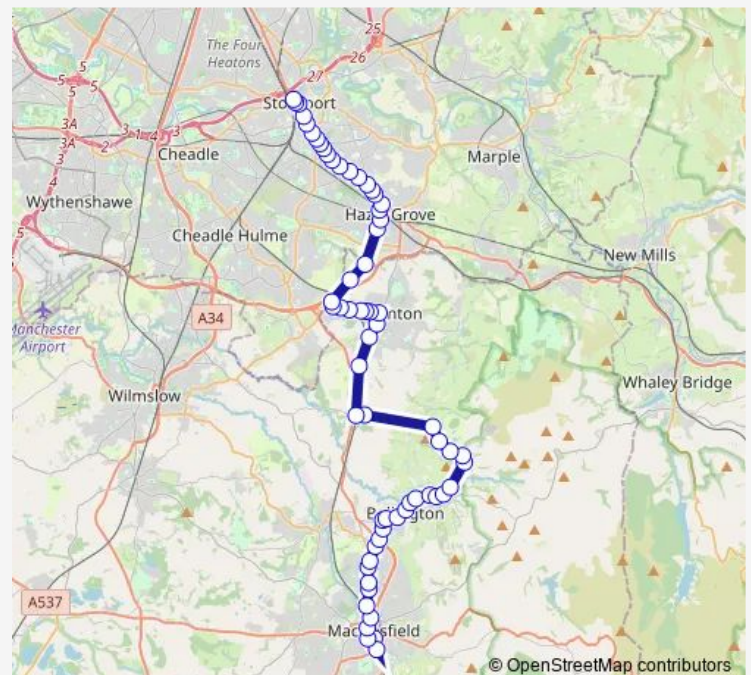 25
The Four
Heatons
26
27
5
5
5
5
Stockport
3A
3
1
4
3
3A
2
Cheadle
Marple
3
4
Wythenshawe
Hazel Grove
5
Cheadle Hulme
New Mills
A34
Manchester
Airport
Whaley Bridge
Wilmslow
Bollington
A537
Macclesfield
© OpenStreetMap contributors